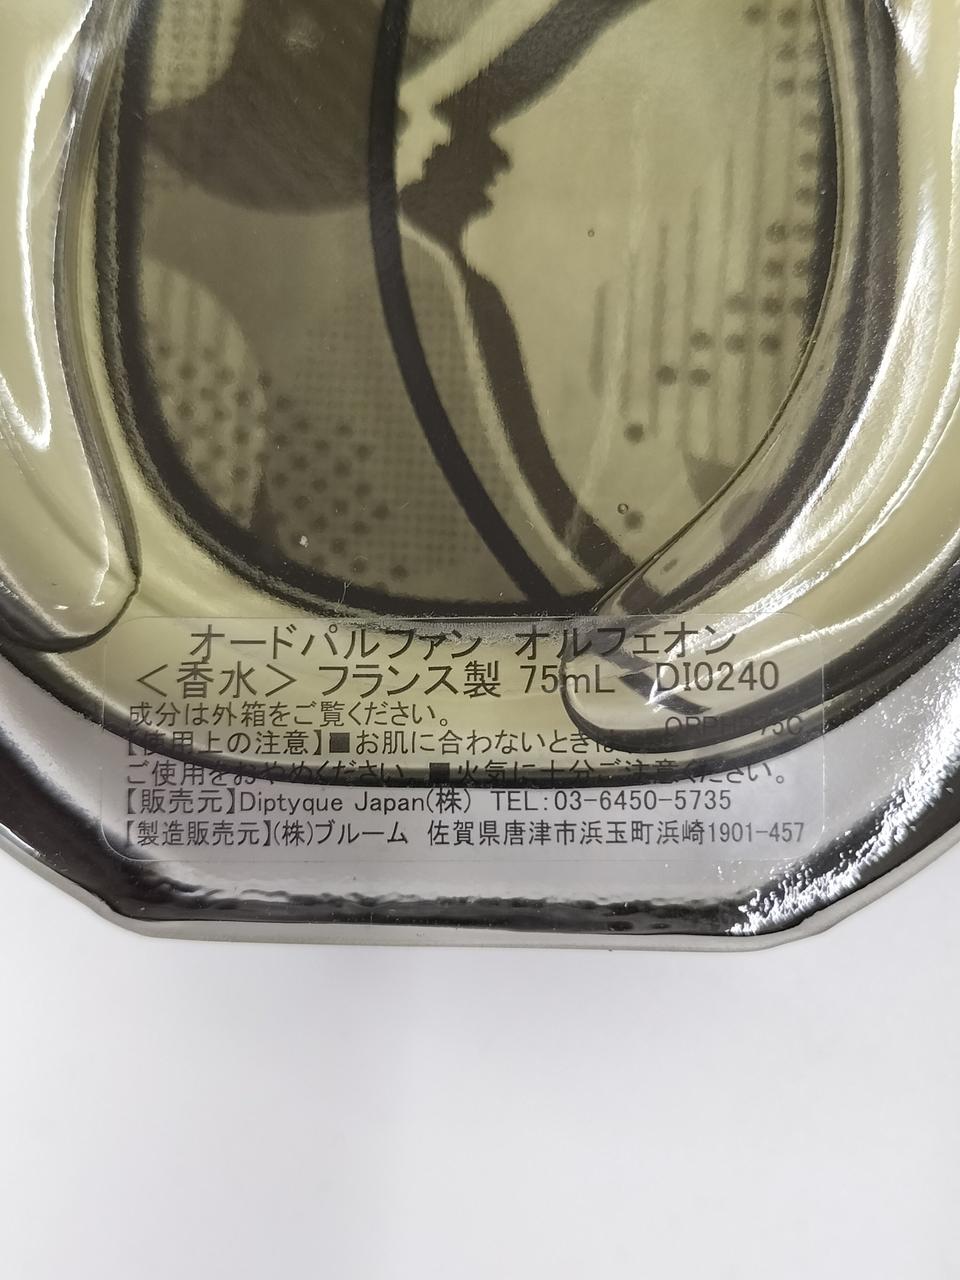 オードパルファン オルフェオン
＜香水＞ フランス製 75mL DI0240
成分は外箱をご覧ください。
【使用上の注意】■お肌に合わないときは
ご使用をおやめください。■火気に十分ご注意ください。
【販売元】Diptyque Japan(株) TEL:03-6450-5735
【製造販売元】(株)ブルーム 佐賀県唐津市浜玉町浜崎1901-457